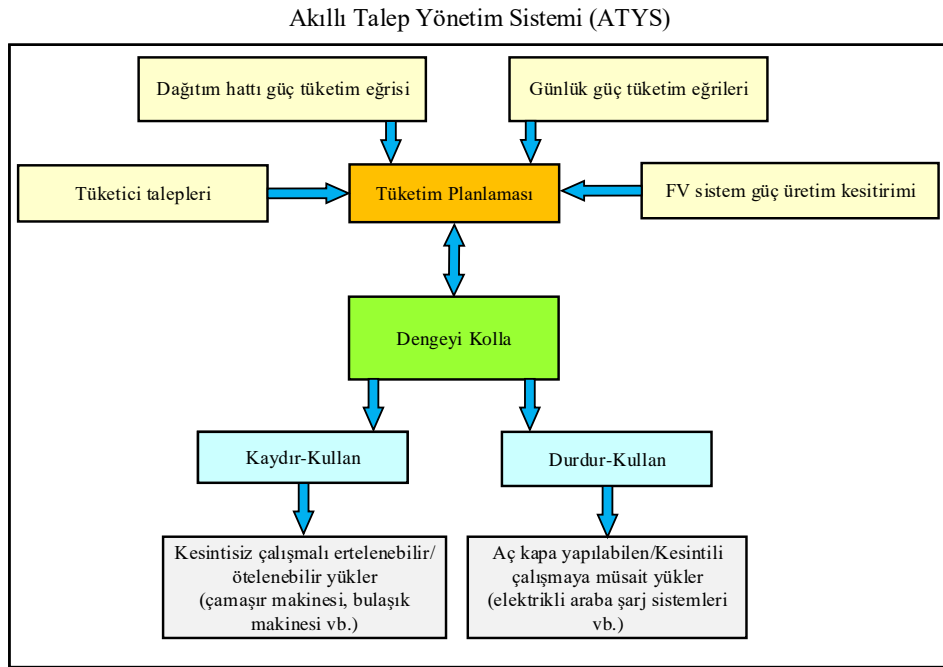 Akıllı Talep Yönetim Sistemi (ATYS)
Dağıtım hattı güç tüketim eğrisi
Günlük güç tüketim eğrileri
Tüketici talepleri
Tüketim Planlaması
FV sistem güç üretim kesitirimi
Dengeyi Kolla
Kaydır-Kullan
Durdur-Kullan
Kesintisiz çalışmalı ertelenebilir/
ötelenebilir yükler
(çamaşır makinesi, bulaşık
makinesi vb.)
Aç kapa yapılabilen/Kesintili
çalışmaya müsait yükler
(elektrikli araba şarj sistemleri
vb.)